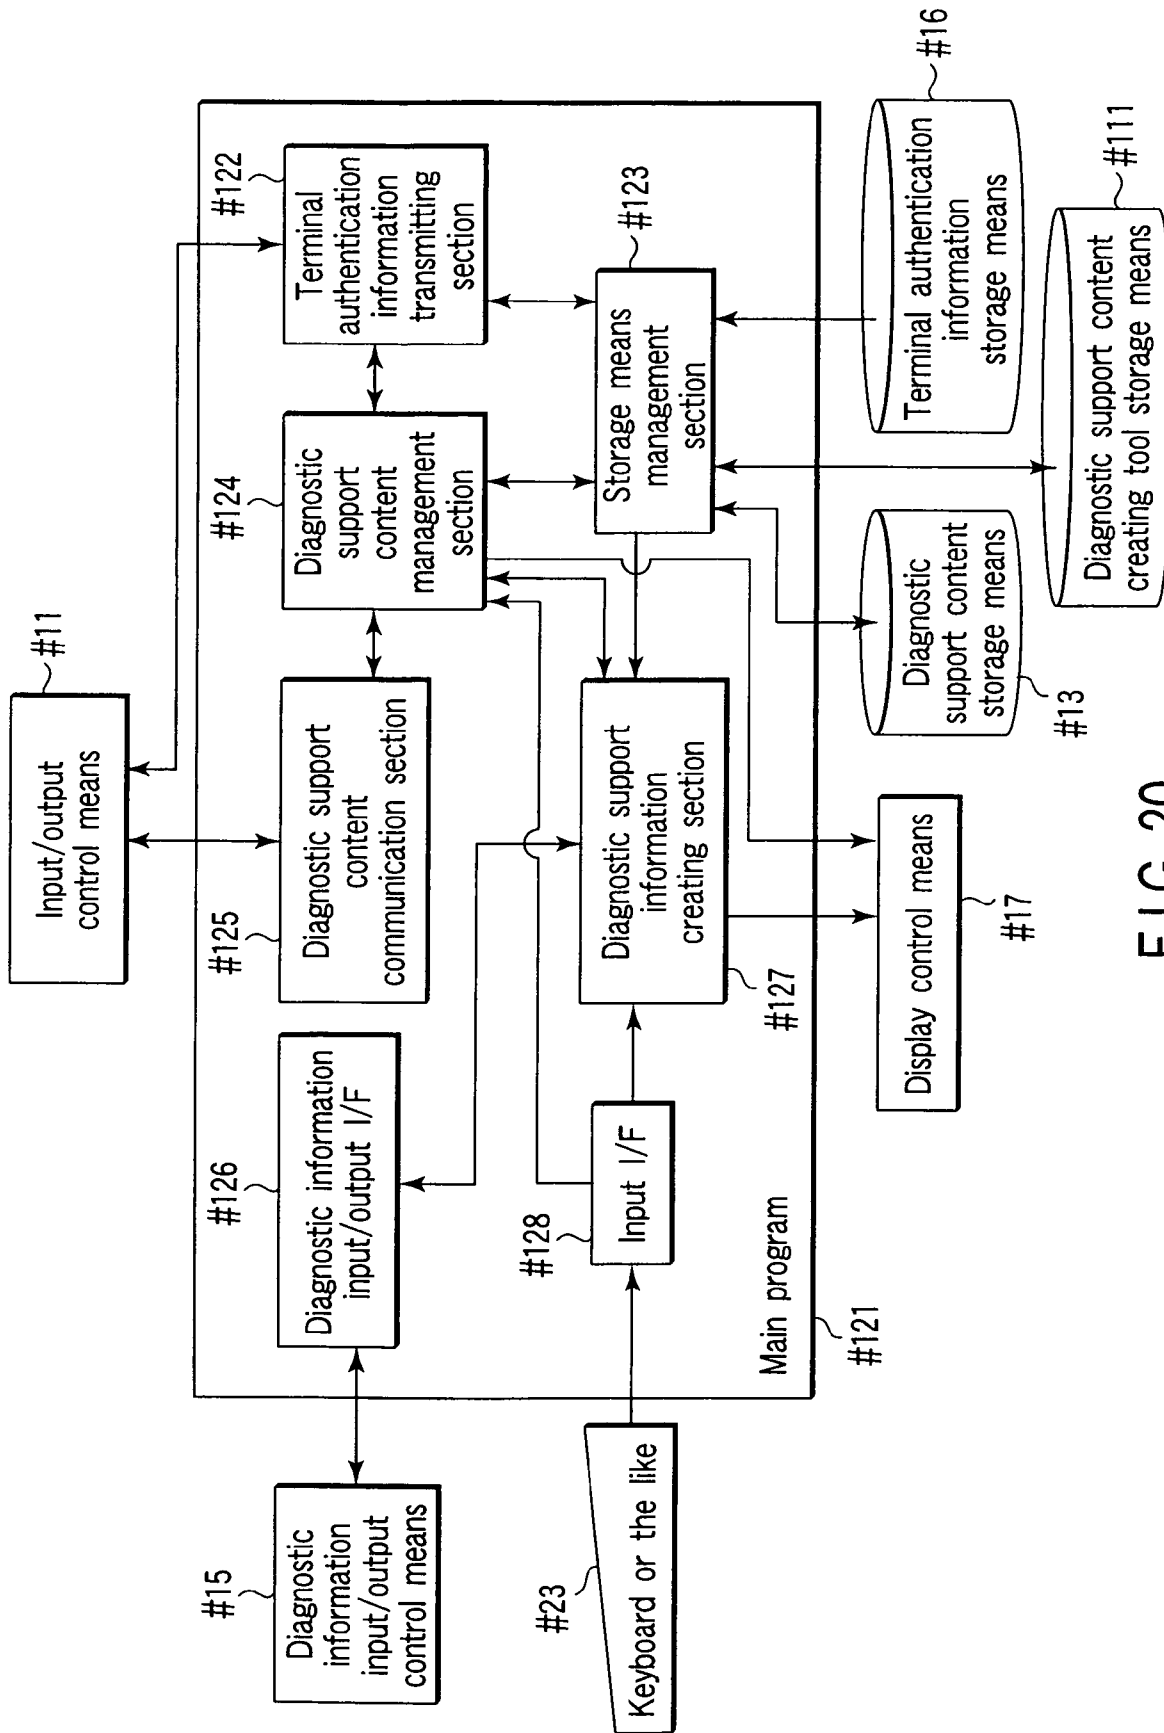 #11
Input/output
control means
#15
Diagnostic
information
input/output
control means
#126
Diagnostic information
input/output I/F
#125
Diagnostic support
content
communication section
#124
Diagnostic
support
content
management
section
#122
Terminal
authentication
information
transmitting
section
#23
Keyboard or the like
#128
Input I/F
#127
Diagnostic support
information
creating section
#123
Storage means
management
section
Main program
#121
Display control means
#17
Diagnostic
support content
storage means
#13
Terminal authentication
information
storage means
#16
Diagnostic support content
creating tool storage means
#111
FIG. 20